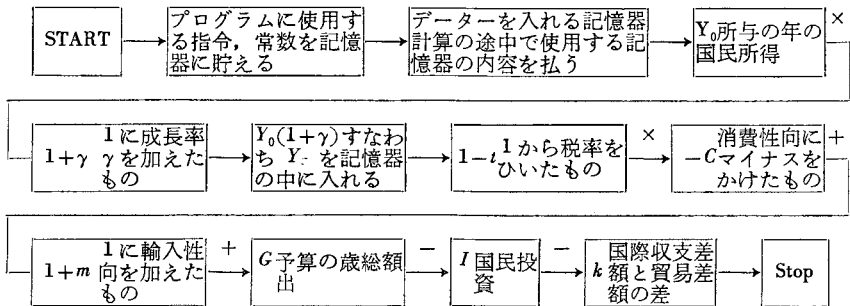 START
プログラムに使用す
る指令，常数を記憶
器に貯える
データーを入れる記憶器
計算の途中で使用する記
憶器の内容を払う
Y₀所与の年の
国民所得
×
1+γ
1に成長率
γを加えた
もの
Y₀(1+γ)すなわ
ち Y₋ を記憶器
の中に入れる
1−t
1から税率を
ひいたもの
×
−C
消費性向に
マイナスを
かけたもの
+
1+m
1に輸入性
向を加えた
もの
+
G予算の歳総額
出
−
I国民投
資
−
k
国際収支差
額と貿易差
額の差
Stop